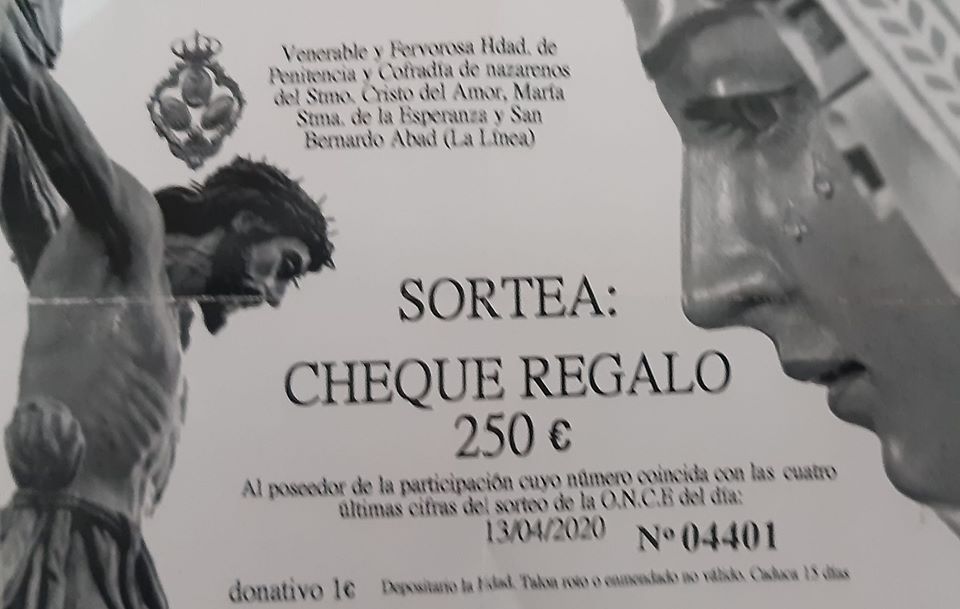 Venerable y Fervorosa Hdad. de
Penitencia y Cofradía de nazarenos
del Stmo. Cristo del Amor, María
Stma. de la Esperanza y San
Bernardo Abad (La Línea)
SORTEA:
CHEQUE REGALO
250 €
Al poseedor de la participación cuyo número coincida con las cuatro
últimas cifras del sorteo de la O.N.C.E del día:
13/04/2020 Nº 04401
donativo 1€ Depositario la Hdad. Talon roto o enmendado no válido. Caduca 15 días